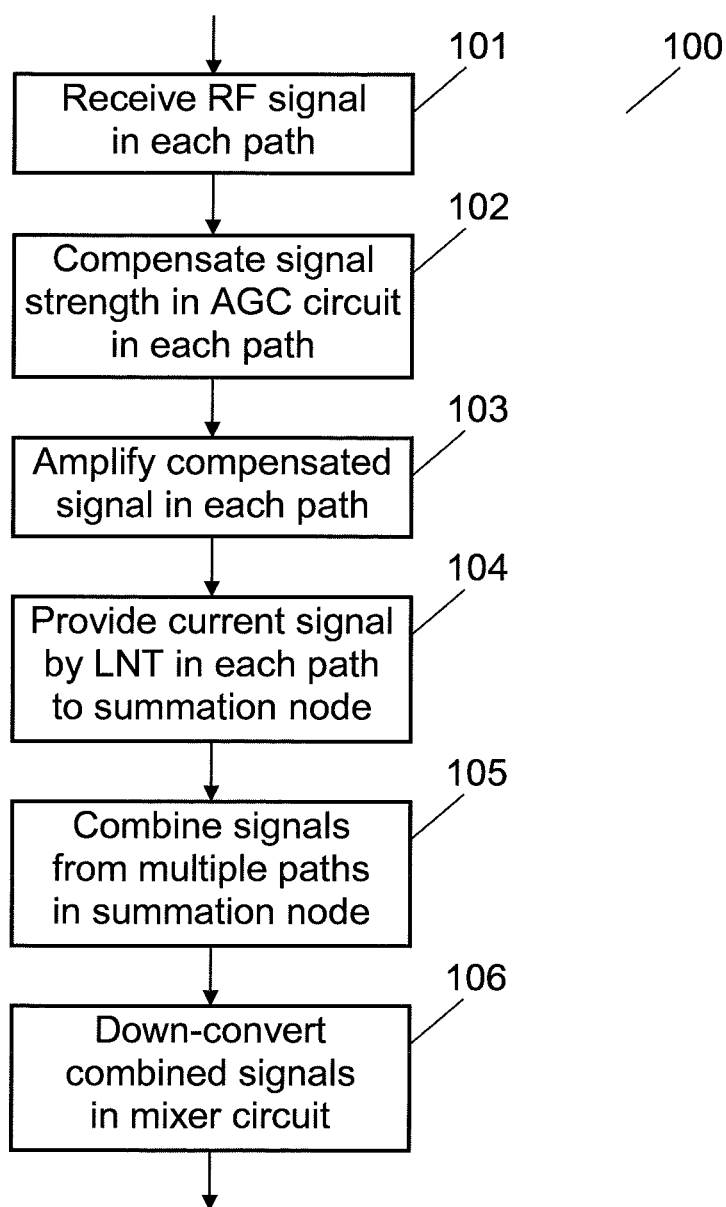 101
100
Receive RF signal
in each path
102
Compensate signal
strength in AGC circuit
in each path
103
Amplify compensated
signal in each path
104
Provide current signal
by LNT in each path
to summation node
105
Combine signals
from multiple paths
in summation node
106
Down-convert
combined signals
in mixer circuit